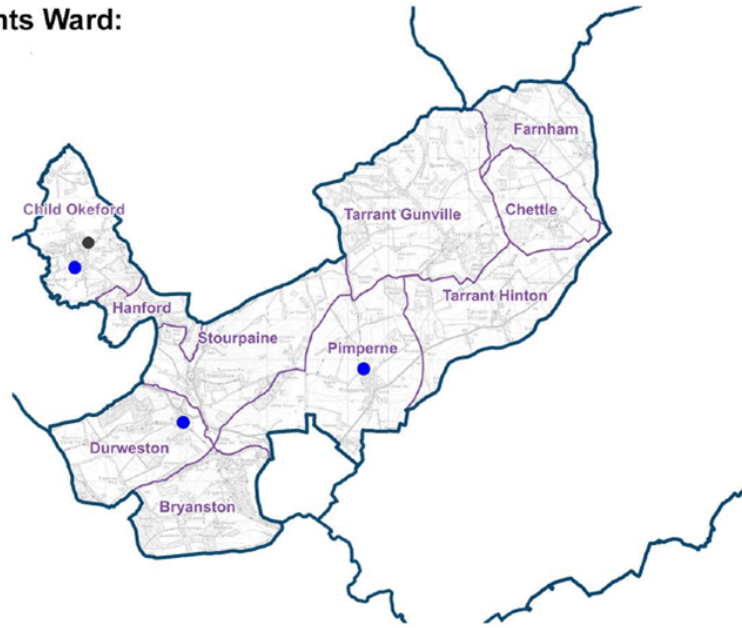 nts Ward:
Farnham
Child Okeford
Tarrant Gunville
Chettle
Tarrant Hinton
Hanford
Stourpaine
Pimperne
Durweston
Bryanston